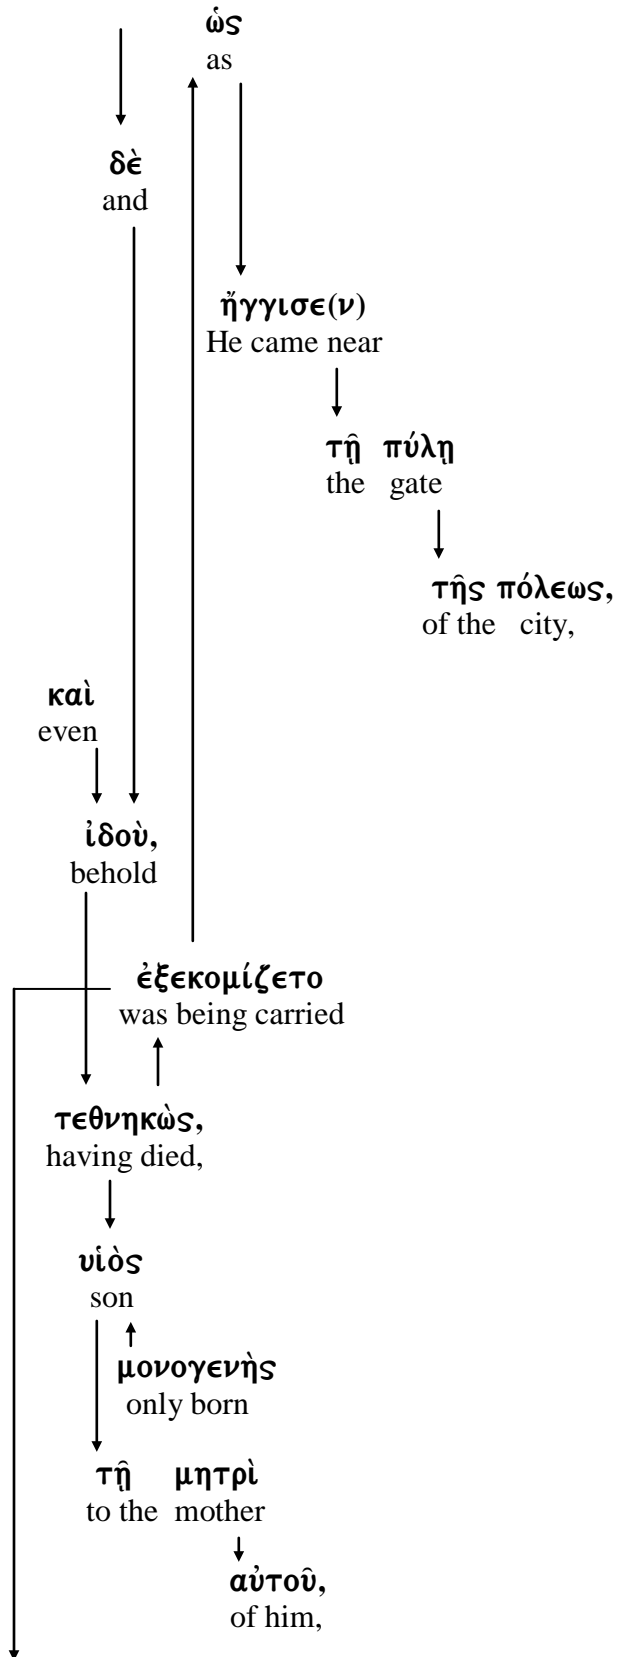 ὡς
as
δὲ
and
ἤγγισε(ν)
He came near
τῇ πύλῃ
the gate
τῆς πόλεως,
of the city,
καὶ
even
ἰδοὺ,
behold
ἐξεκομίζετο
was being carried
τεθνηκὼς,
having died,
υἱὸς
son
μονογενὴς
only born
τῇ μητρὶ
to the mother
αὐτοῦ,
of him,